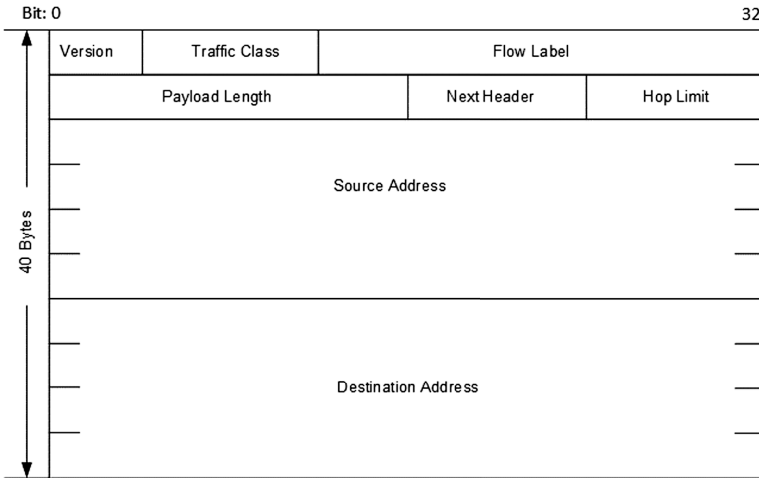 Bit: 0 32
Version Traffic Class Flow Label
Payload Length Next Header Hop Limit
Source Address
40 Bytes
Destination Address